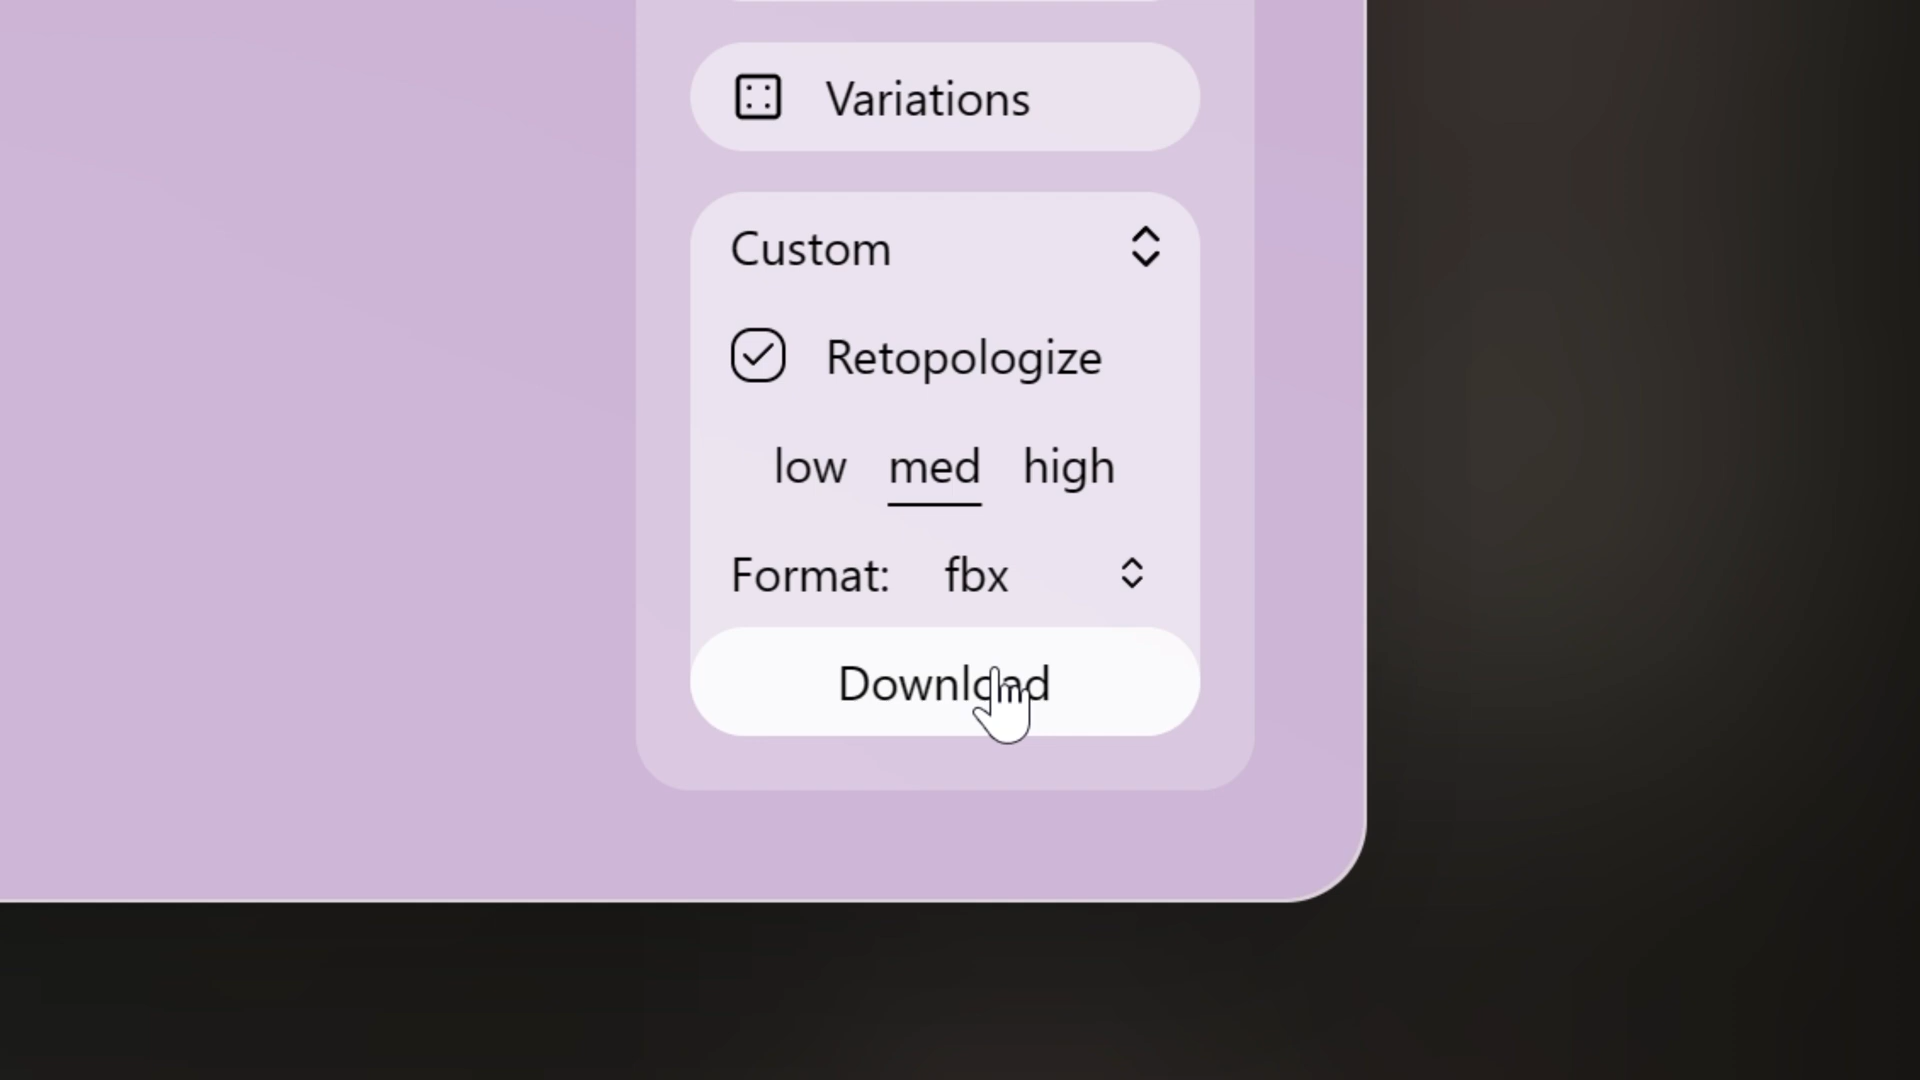 Variations
Custom
Retopologize
low med high
Format: fbx
Download